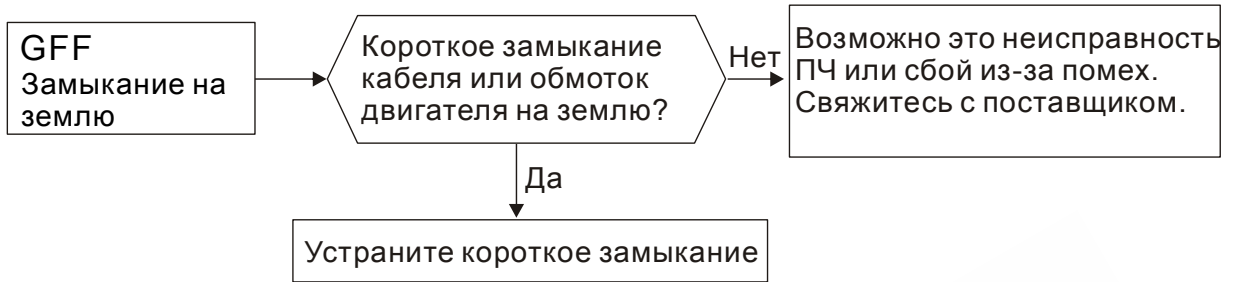 GFF
Замыкание на
землю
Короткое замыкание
кабеля или обмоток
двигателя на землю?
Нет
Возможно это неисправность
ПЧ или сбой из-за помех.
Свяжитесь с поставщиком.
Да
Устраните короткое замыкание